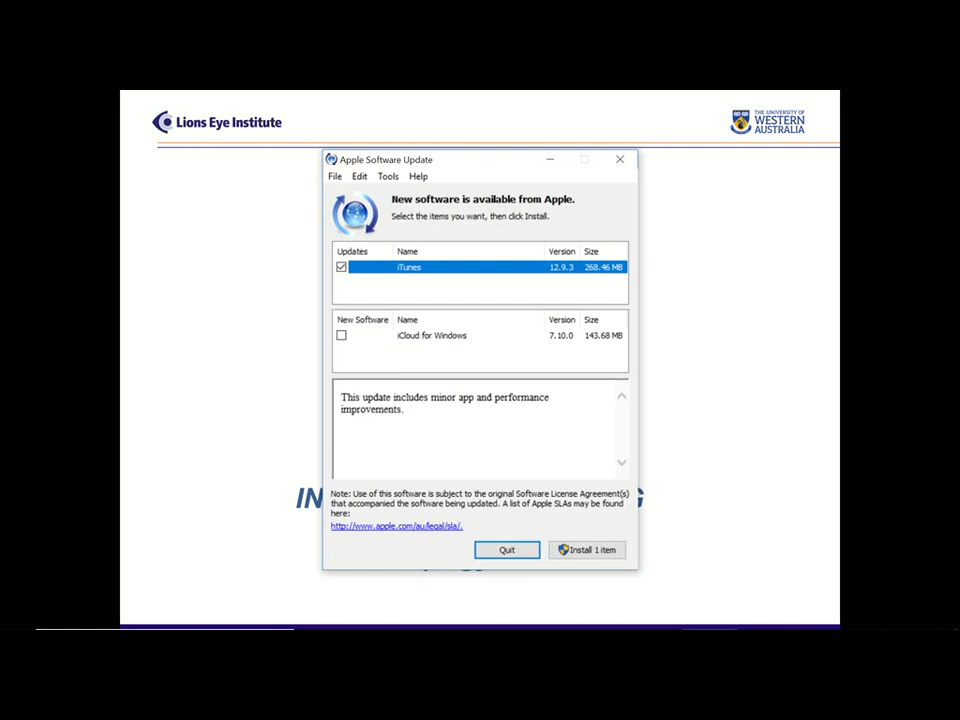 Lions Eye Institute
THE UNIVERSITY OF
WESTERN
AUSTRALIA
Apple Software Update
File Edit Tools Help
New software is available from Apple.
Select the items you want, then click Install.
Updates Name Version Size
iTunes 12.9.3 268.46 MB
New Software Name Version Size
iCloud for Windows 7.10.0 143.68 MB
This update includes minor app and performance
improvements.
IN G
Note: Use of this software is subject to the original Software License Agreement(s)
that accompanied the software being updated. A list of Apple SLAs may be found
here:
http://www.apple.com/au/legal/sla/.
Quit Install 1 item